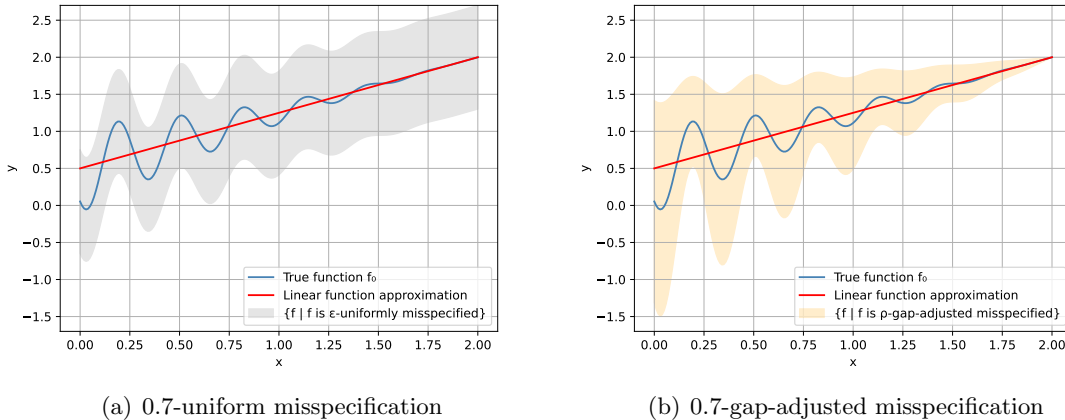 2.5
2.0
1.5
1.0
0.5
0.0
−0.5
−1.0
−1.5
y
0.00 0.25 0.50 0.75 1.00 1.25 1.50 1.75 2.00
x
True function f₀
Linear function approximation
{f | f is ε-uniformly misspecified}
(a) 0.7-uniform misspecification
2.5
2.0
1.5
1.0
0.5
0.0
−0.5
−1.0
−1.5
y
0.00 0.25 0.50 0.75 1.00 1.25 1.50 1.75 2.00
x
True function f₀
Linear function approximation
{f | f is ρ-gap-adjusted misspecified}
(b) 0.7-gap-adjusted misspecification